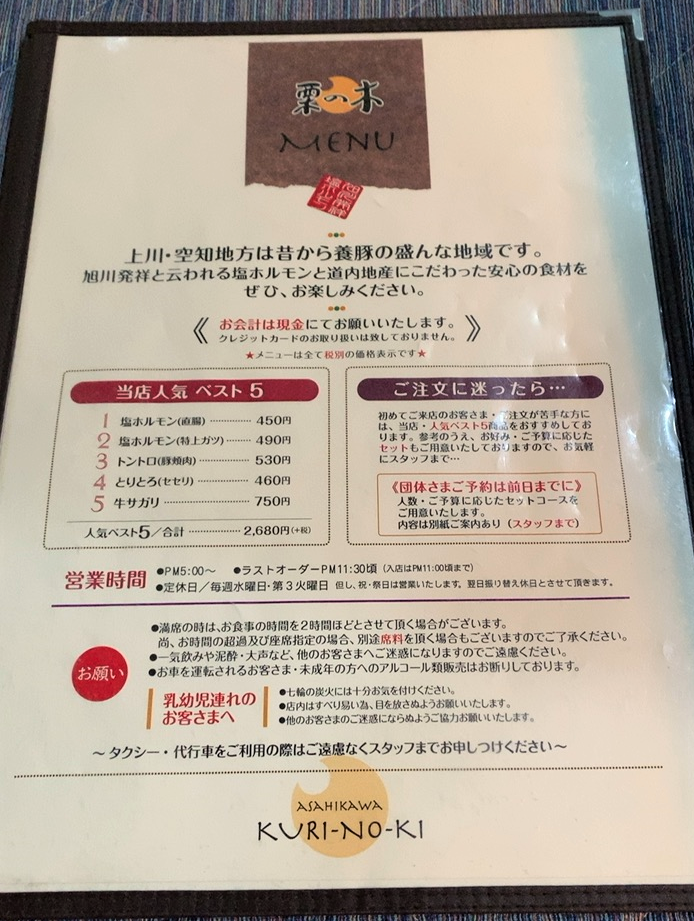 栗の木
MENU
上川・空知地方は昔から養豚の盛んな地域です。
旭川発祥と云われる塩ホルモンと道内地産にこだわった安心の食材を
ぜひ、お楽しみください。
《お会計は現金にてお願いいたします。》
クレジットカードのお取り扱いは致しておりません。
★メニューは全て税別の価格表示です★
当店人気 ベスト5
1 塩ホルモン(直腸) ………… 450円
2 塩ホルモン(特上ガツ) ……… 490円
3 トントロ(豚頬肉) ………… 530円
4 とりとろ(セセリ) ………… 460円
5 牛サガリ ………………… 750円
人気ベスト5/合計 ………… 2,680円(+税)
ご注文に迷ったら…
初めてご来店のお客さま・ご注文が苦手な方に
は、当店・人気ベスト5商品をおすすめしてお
ります。参考のうえ、お好み・ご予算に応じた
セットもご用意いたしておりますので、お気軽
にスタッフまで…
《団体さまご予約は前日までに》
人数・ご予算に応じたセットコースを
ご用意いたします。
内容は別紙ご案内あり(スタッフまで)
営業時間
●PM5:00〜 ●ラストオーダーPM11:30頃(入店はPM11:00頃まで)
●定休日/毎週水曜日・第3火曜日 但し、祝・祭日は営業いたします。翌日振り替え休日とさせて頂きます。
お願い
●満席の時は、お食事の時間を2時間ほどとさせて頂く場合がございます。
尚、お時間の超過及び座席指定の場合、別途席料を頂く場合もございますのでご了承ください。
●一気飲みや泥酔・大声など、他のお客さまへご迷惑になりますのでご遠慮ください。
●お車を運転されるお客さま・未成年の方へのアルコール類販売はお断りしております。
乳幼児連れの
お客さまへ
●七輪の炭火には十分お気を付けください。
●店内はすべり易い為、目を放さぬようお願いいたします。
●他のお客さまのご迷惑にならぬようご協力お願いいたします。
〜タクシー・代行車をご利用の際はご遠慮なくスタッフまでお申しつけください〜
ASAHIKAWA
KURI-NO-KI